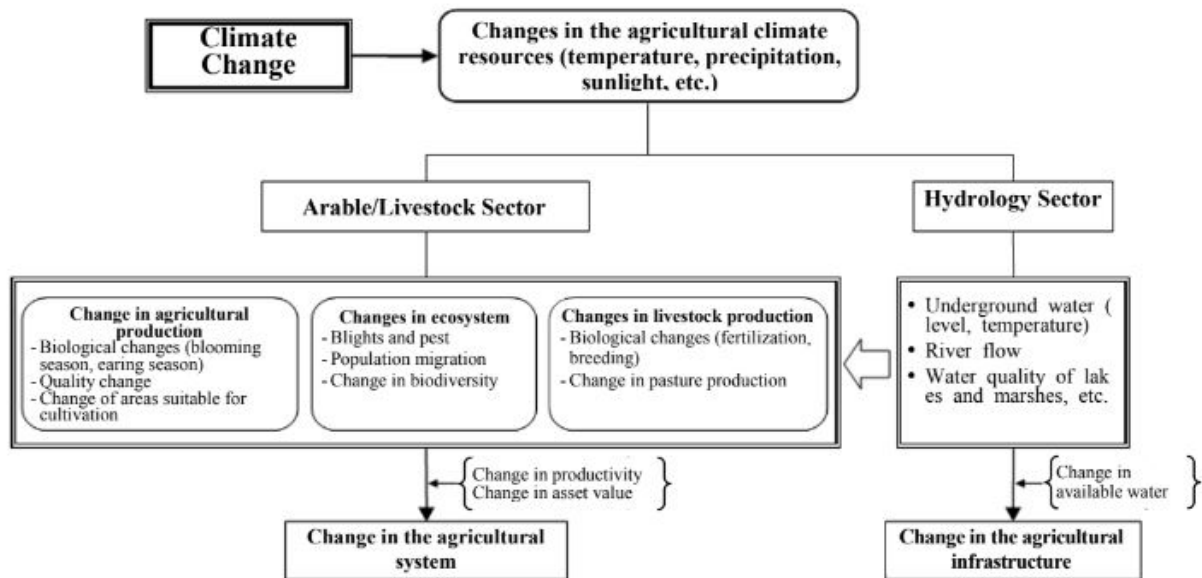 Climate
Change
Changes in the agricultural climate
resources (temperature, precipitation,
sunlight, etc.)
Arable/Livestock Sector
Hydrology Sector
Change in agricultural
production
- Biological changes (blooming
season, earing season)
- Quality change
- Change of areas suitable for
cultivation
Changes in ecosystem
- Blights and pest
- Population migration
- Change in biodiversity
Changes in livestock production
- Biological changes (fertilization,
breeding)
- Change in pasture production
• Underground water (
level, temperature)
• River flow
• Water quality of lak
es and marshes, etc.
Change in productivity
Change in asset value
Change in
available water
Change in the agricultural
system
Change in the agricultural
infrastructure